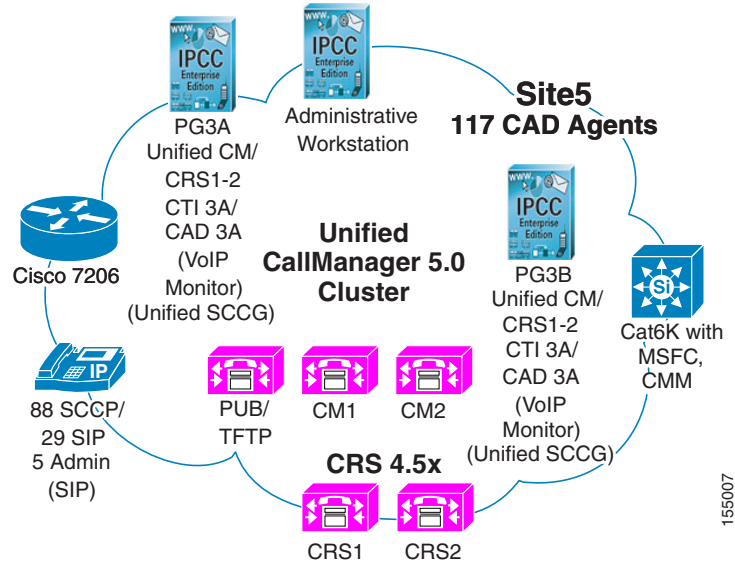 WWW.
IPCC
Enterprise
Edition
PG3A
Unified CM/
CRS1-2
CTI 3A/
CAD 3A
(VoIP
Monitor)
(Unified SCCG)
WWW.
IPCC
Enterprise
Edition
Administrative
Workstation
Site5
117 CAD Agents
Cisco 7206
Unified
CallManager 5.0
Cluster
WWW.
IPCC
Enterprise
Edition
PG3B
Unified CM/
CRS1-2
CTI 3A/
CAD 3A
(VoIP
Monitor)
(Unified SCCG)
Si
Cat6K with
MSFC,
CMM
IP
88 SCCP/
29 SIP
5 Admin
(SIP)
PUB/
TFTP
CM1
CM2
CRS 4.5x
CRS1
CRS2
155007